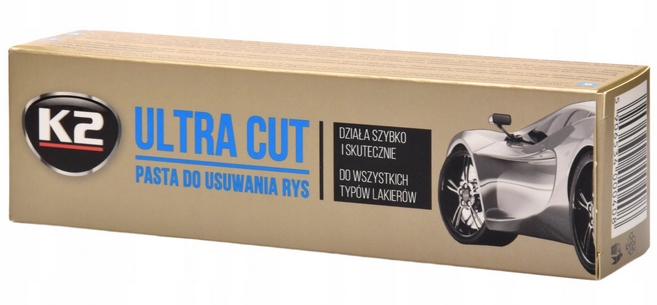 K2
ULTRA CUT
PASTA DO USUWANIA RYS
DZIAŁA SZYBKO
I SKUTECZNIE
DO WSZYSTKICH
TYPÓW LAKIERÓW